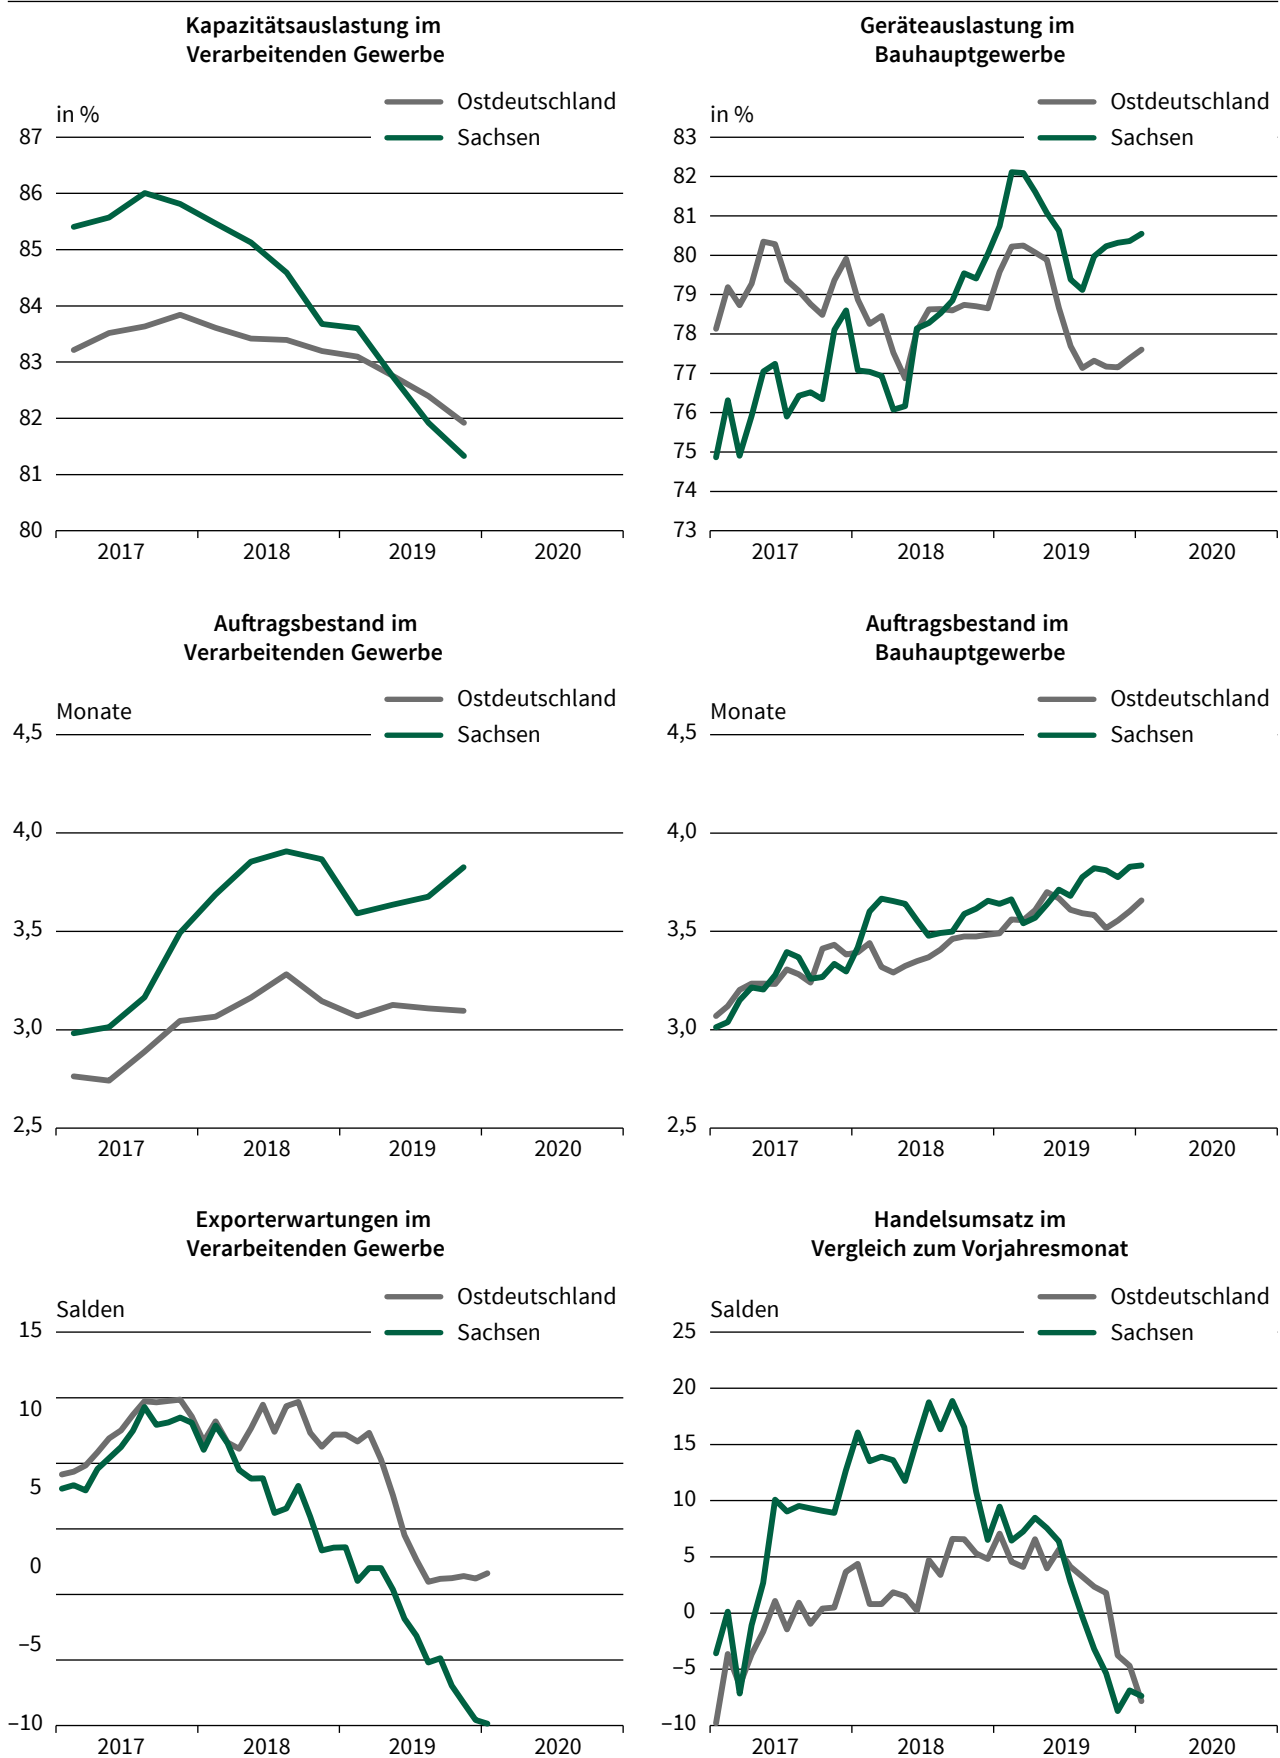 Kapazitätsauslastung im
Verarbeitenden Gewerbe
in %
Ostdeutschland
Sachsen
87
86
85
84
83
82
81
80
2017
2018
2019
2020
Geräteauslastung im
Bauhauptgewerbe
in %
Ostdeutschland
Sachsen
83
82
81
80
79
78
77
76
75
74
73
2017
2018
2019
2020
Auftragsbestand im
Verarbeitenden Gewerbe
Monate
Ostdeutschland
Sachsen
4,5
4,0
3,5
3,0
2,5
2017
2018
2019
2020
Auftragsbestand im
Bauhauptgewerbe
Monate
Ostdeutschland
Sachsen
4,5
4,0
3,5
3,0
2,5
2017
2018
2019
2020
Exporterwartungen im
Verarbeitenden Gewerbe
Salden
Ostdeutschland
Sachsen
15
10
5
0
–5
–10
2017
2018
2019
2020
Handelsumsatz im
Vergleich zum Vorjahresmonat
Salden
Ostdeutschland
Sachsen
25
20
15
10
5
0
–5
–10
2017
2018
2019
2020